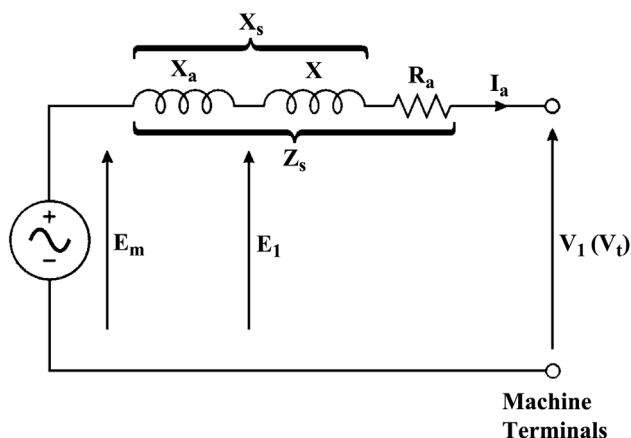 Xs
Xa X Ra Ia
Zs
+
−
Em E1 V1 (Vt)
Machine
Terminals